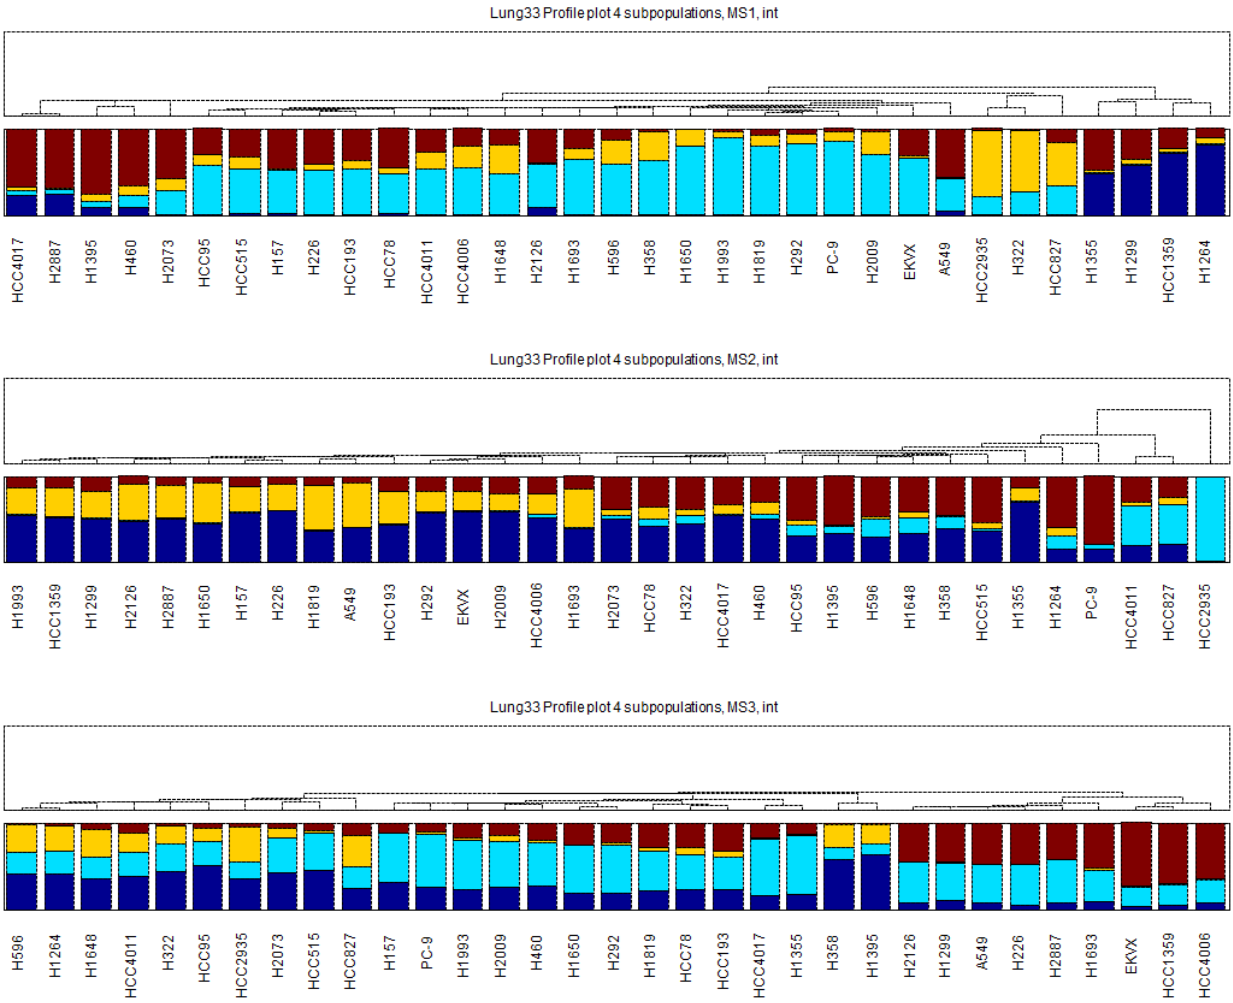 Lung33 Profile plot 4 subpopulations, MS1, int
HCC4017 H2887 H1395 H460 H2073 HCC95 HCC515 H157 H226 HCC193 HCC78 HCC4011 HCC4006 H1648 H2126 H1693 H596 H358 H1650 H1993 H1819 H292 PC-9 H2009 EKVX A549 HCC2935 H322 HCC827 H1355 H1299 HCC1359 H1264
Lung33 Profile plot 4 subpopulations, MS2, int
H1993 HCC1359 H1299 H2126 H2887 H1650 H157 H226 H1819 A549 HCC193 H292 EKVX H2009 HCC4006 H1693 H2073 HCC78 H322 HCC4017 H460 HCC95 H1395 H596 H1648 H358 HCC515 H1355 H1264 PC-9 HCC4011 HCC827 HCC2935
Lung33 Profile plot 4 subpopulations, MS3, int
H596 H1264 H1648 HCC4011 H322 HCC95 HCC2935 H2073 HCC515 HCC827 H157 PC-9 H1993 H2009 H460 H1650 H292 H1819 HCC78 HCC193 HCC4017 H1355 H358 H1395 H2126 H1299 A549 H226 H2887 H1693 EKVX HCC1359 HCC4006